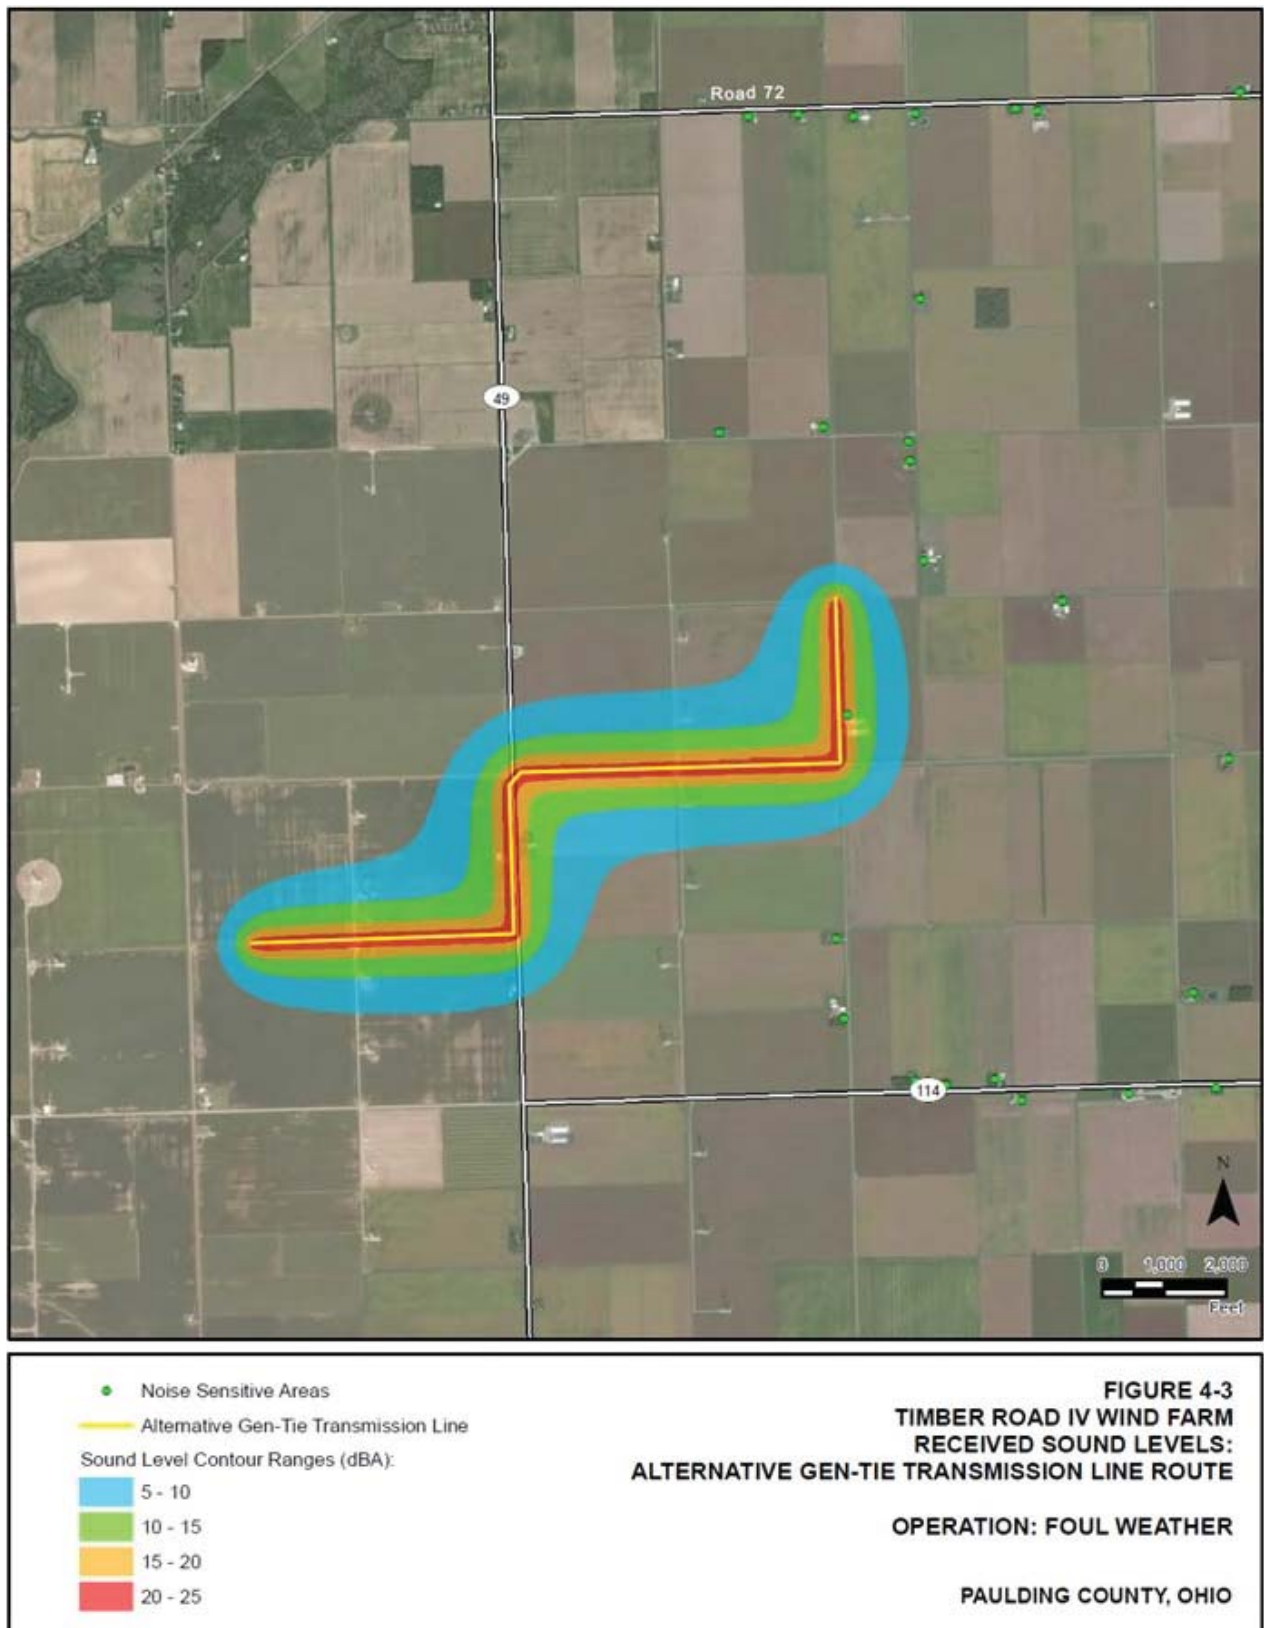 Road 72
49
114
N
0 1,000 2,000
Feet
Noise Sensitive Areas
Alternative Gen-Tie Transmission Line
Sound Level Contour Ranges (dBA):
5 - 10
10 - 15
15 - 20
20 - 25
FIGURE 4-3
TIMBER ROAD IV WIND FARM
RECEIVED SOUND LEVELS:
ALTERNATIVE GEN-TIE TRANSMISSION LINE ROUTE
OPERATION: FOUL WEATHER
PAULDING COUNTY, OHIO